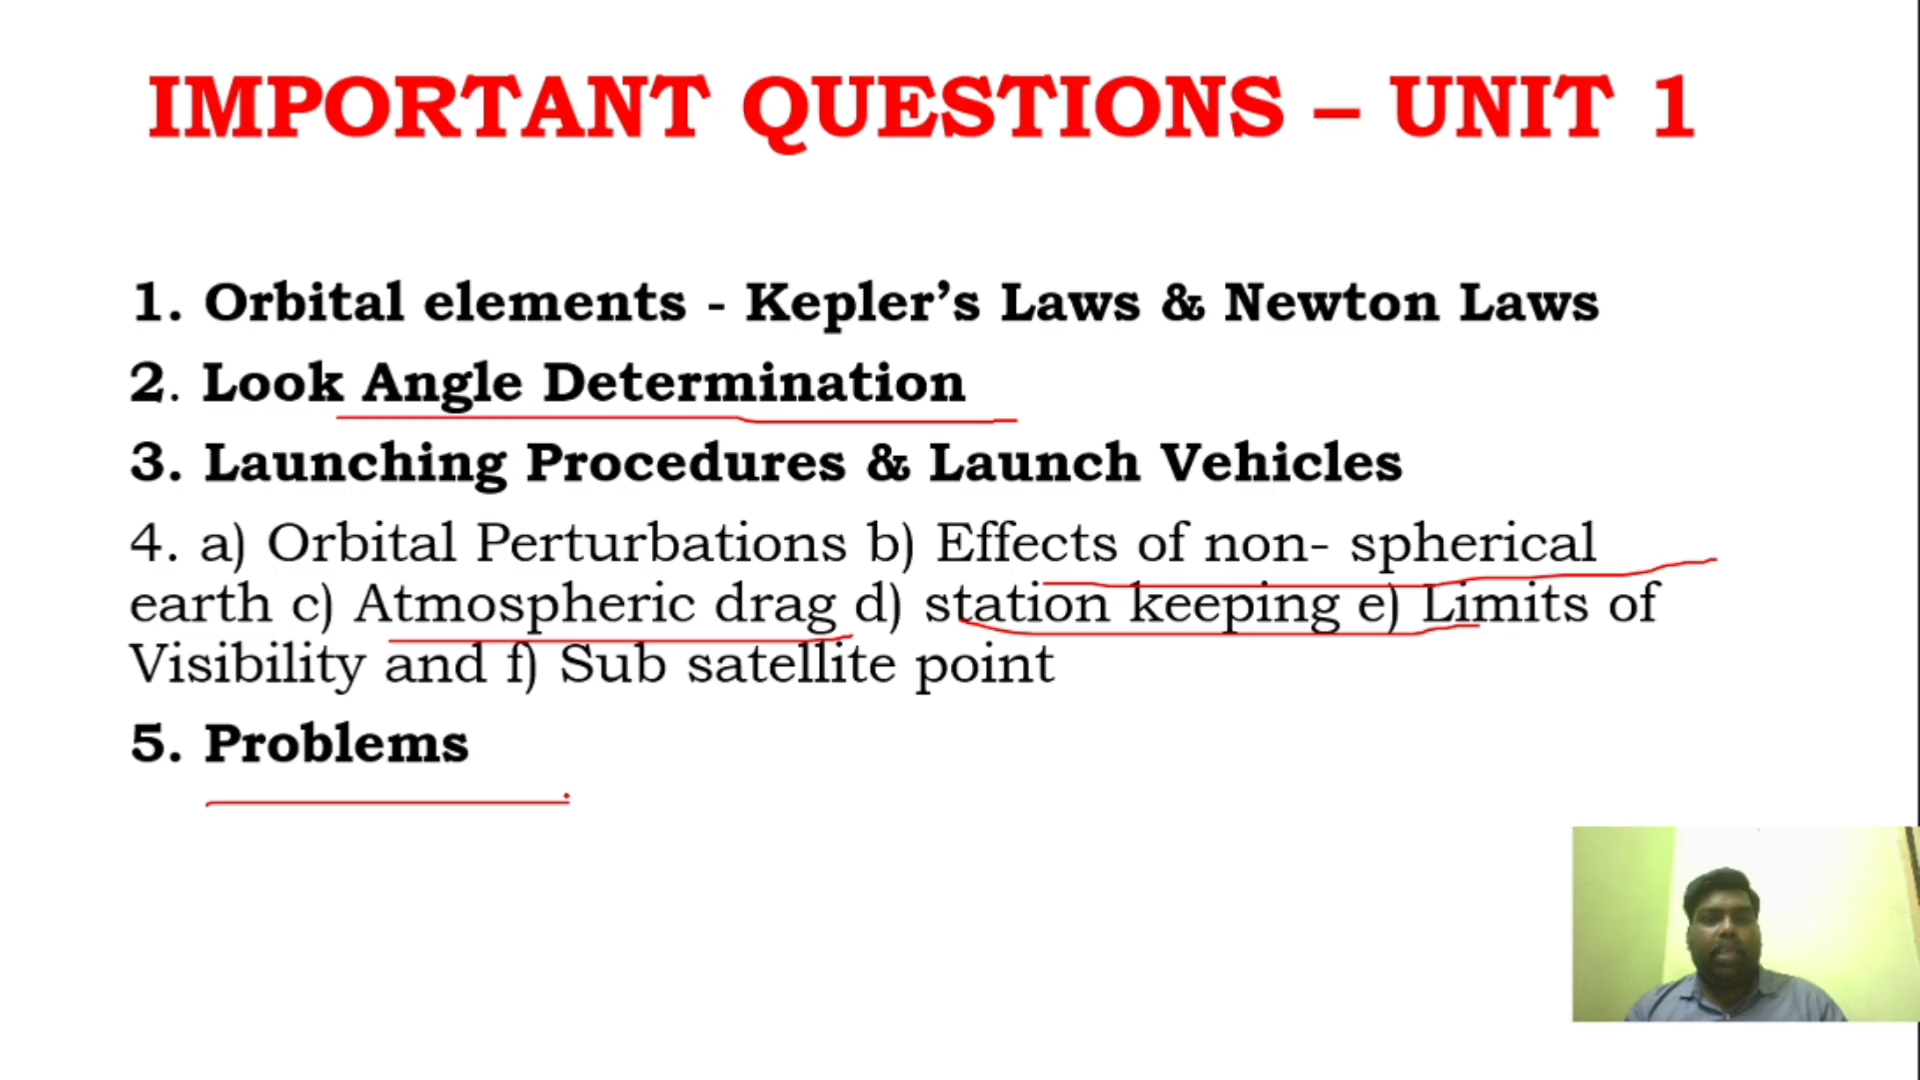 IMPORTANT QUESTIONS – UNIT 1
1. Orbital elements - Kepler’s Laws & Newton Laws
2. Look Angle Determination
3. Launching Procedures & Launch Vehicles
4. a) Orbital Perturbations b) Effects of non- spherical
earth c) Atmospheric drag d) station keeping e) Limits of
Visibility and f) Sub satellite point
5. Problems